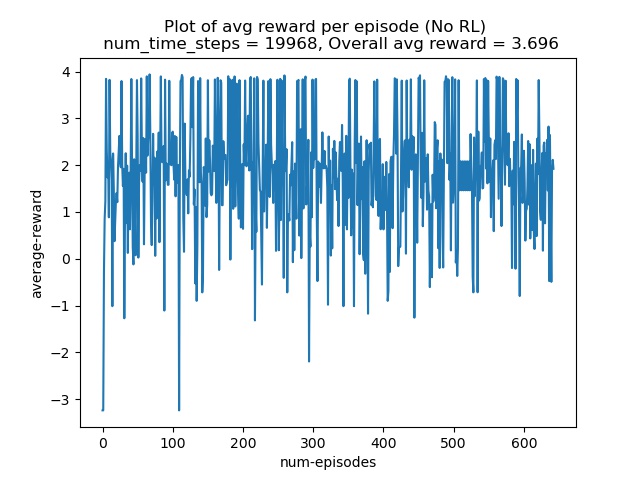 Plot of avg reward per episode (No RL)
num_time_steps = 19968, Overall avg reward = 3.696
4
3
2
1
0
−1
−2
−3
average-reward
0 100 200 300 400 500 600
num-episodes